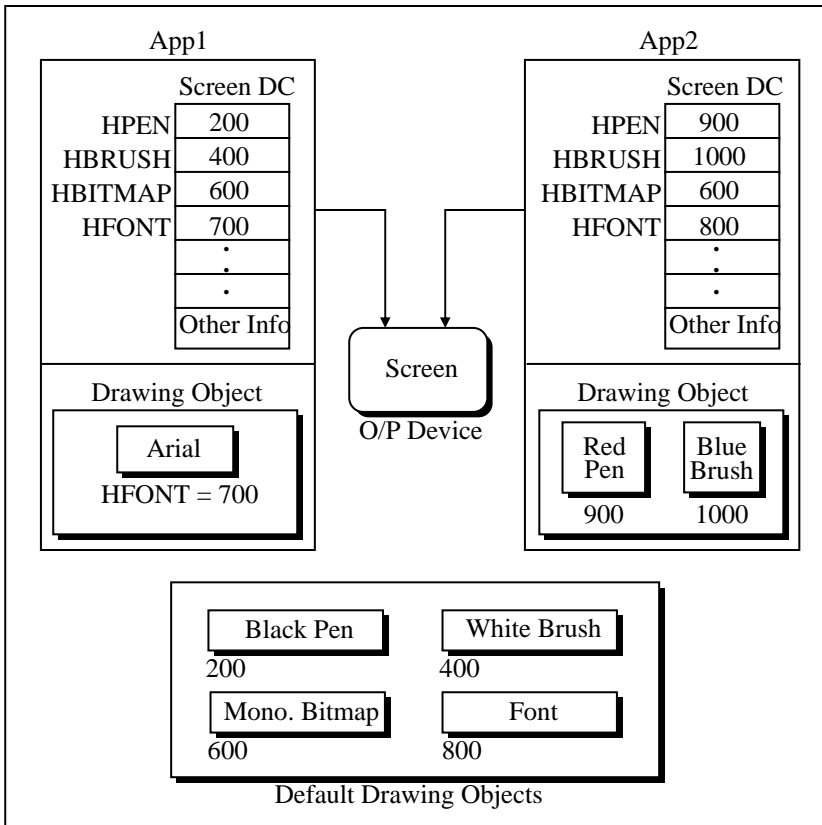 App1
Screen DC
HPEN 200
HBRUSH 400
HBITMAP 600
HFONT 700
Other Info
Drawing Object
Arial
HFONT = 700
App2
Screen DC
HPEN 900
HBRUSH 1000
HBITMAP 600
HFONT 800
Other Info
Drawing Object
Red
Pen
900
Blue
Brush
1000
Screen
O/P Device
Black Pen
200
White Brush
400
Mono. Bitmap
600
Font
800
Default Drawing Objects